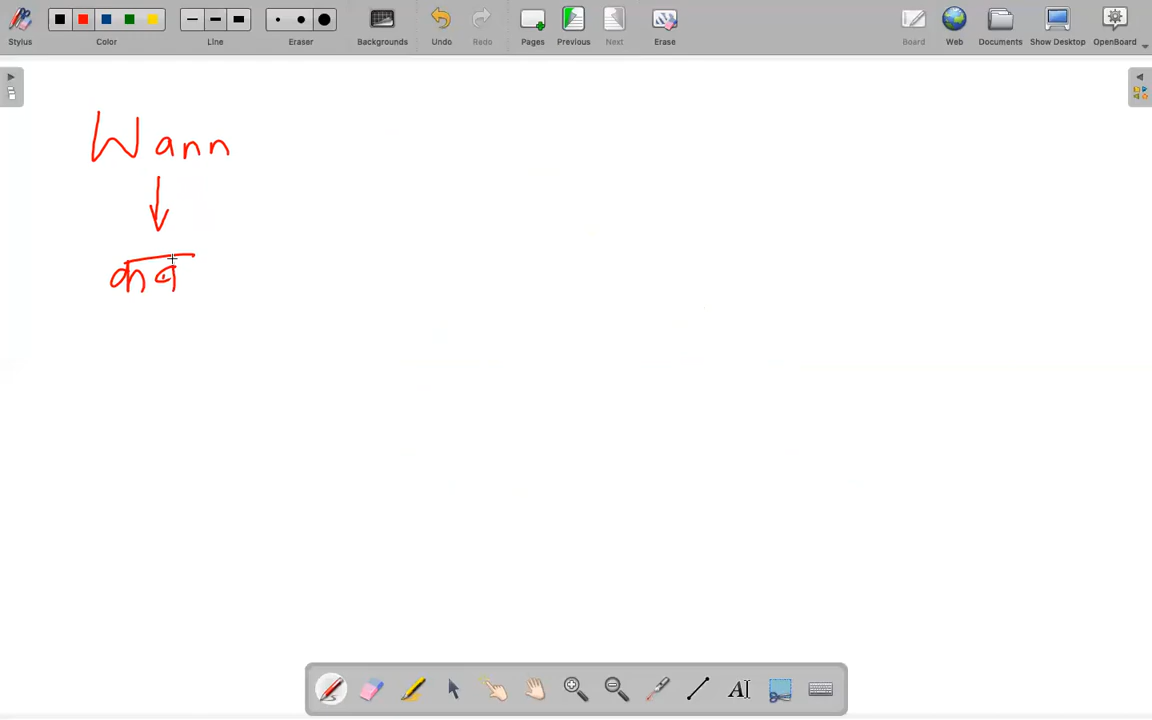 Stylus
Color
Line
Eraser
Backgrounds
Undo
Redo
Pages
Previous
Next
Erase
Board
Web
Documents
Show Desktop
OpenBoard
Wann
↓
कब